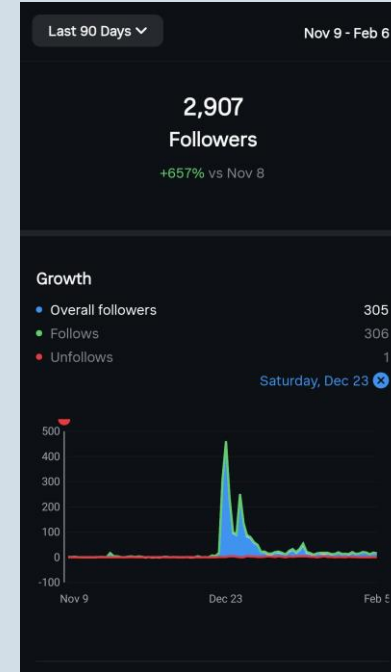 Last 90 Days
Nov 9 - Feb 6
2,907
Followers
+657% vs Nov 8
Growth
Overall followers 305
Follows 306
Unfollows 1
Saturday, Dec 23
500
400
300
200
100
0
-100
Nov 9 Dec 23 Feb 5